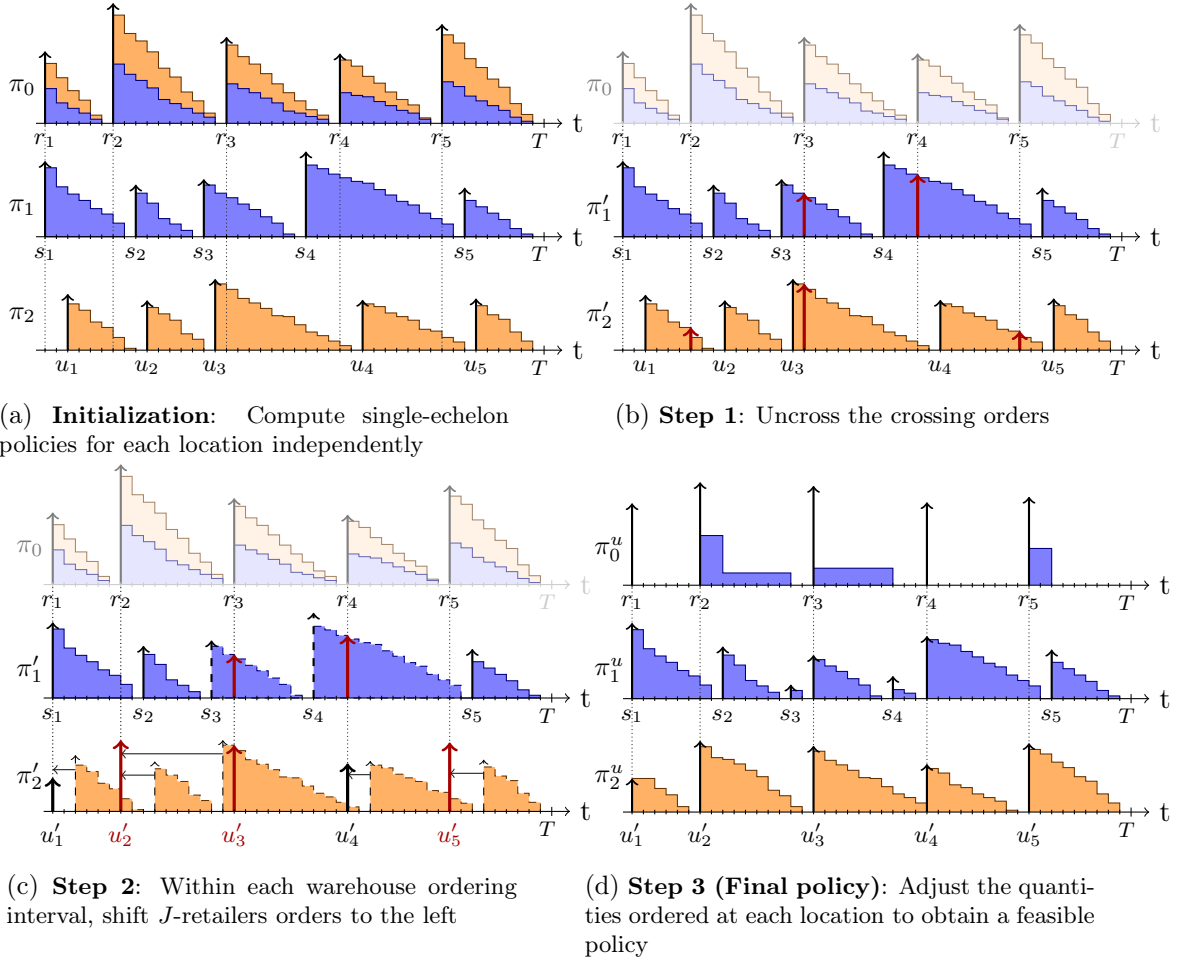 π₀ t
r₁ r₂ r₃ r₄ r₅ T
π₁ t
s₁ s₂ s₃ s₄ s₅ T
π₂ t
u₁ u₂ u₃ u₄ u₅ T
(a) Initialization: Compute single-echelon
policies for each location independently
π₀ t
r₁ r₂ r₃ r₄ r₅ T
π′₁ t
s₁ s₂ s₃ s₄ s₅ T
π′₂ t
u₁ u₂ u₃ u₄ u₅ T
(b) Step 1: Uncross the crossing orders
π₀ t
r₁ r₂ r₃ r₄ r₅ T
π′₁ t
s₁ s₂ s₃ s₄ s₅ T
π′₂ t
u′₁ u′₂ u′₃ u′₄ u′₅ T
(c) Step 2: Within each warehouse ordering
interval, shift J-retailers orders to the left
π₀ᵘ t
r₁ r₂ r₃ r₄ r₅ T
π₁ᵘ t
s₁ s₂ s₃ s₄ s₅ T
π₂ᵘ t
u′₁ u′₂ u′₃ u′₄ u′₅ T
(d) Step 3 (Final policy): Adjust the quanti-
ties ordered at each location to obtain a feasible
policy